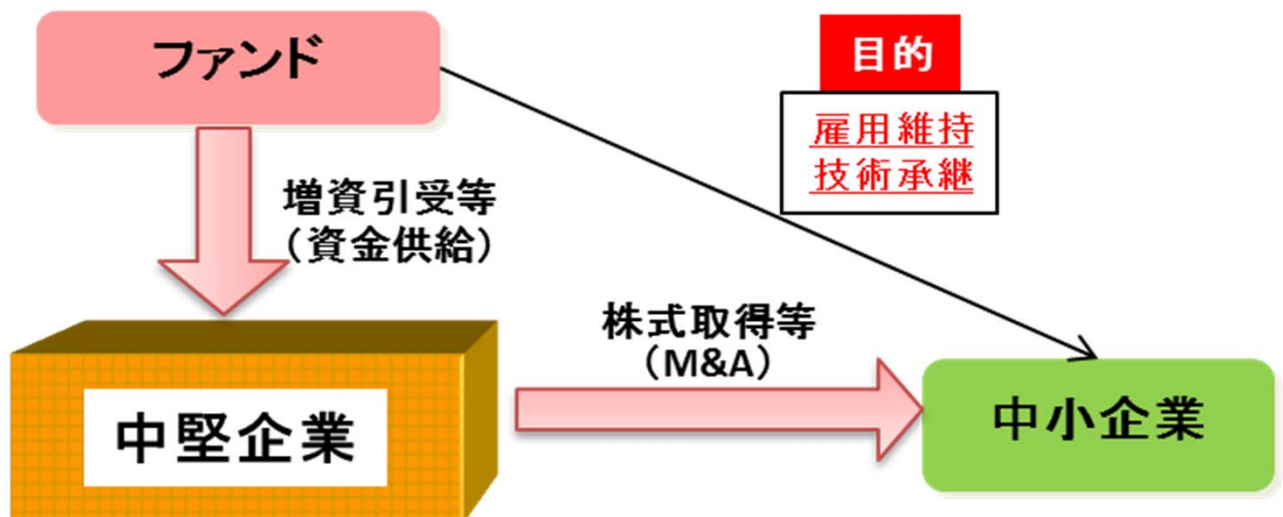 ファンド
目的
雇用維持
技術承継
増資引受等
（資金供給）
株式取得等
（M&A）
中堅企業
中小企業